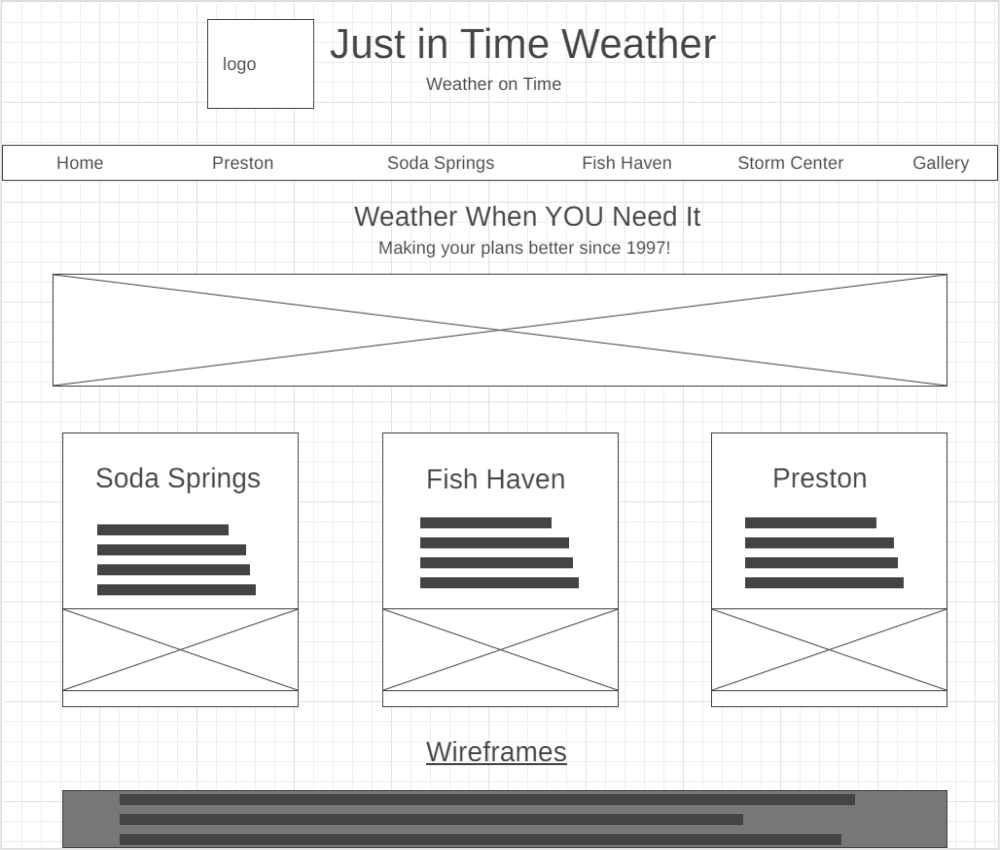 logo
Just in Time Weather
Weather on Time
Home Preston Soda Springs Fish Haven Storm Center Gallery
Weather When YOU Need It
Making your plans better since 1997!
Soda Springs
Fish Haven
Preston
Wireframes